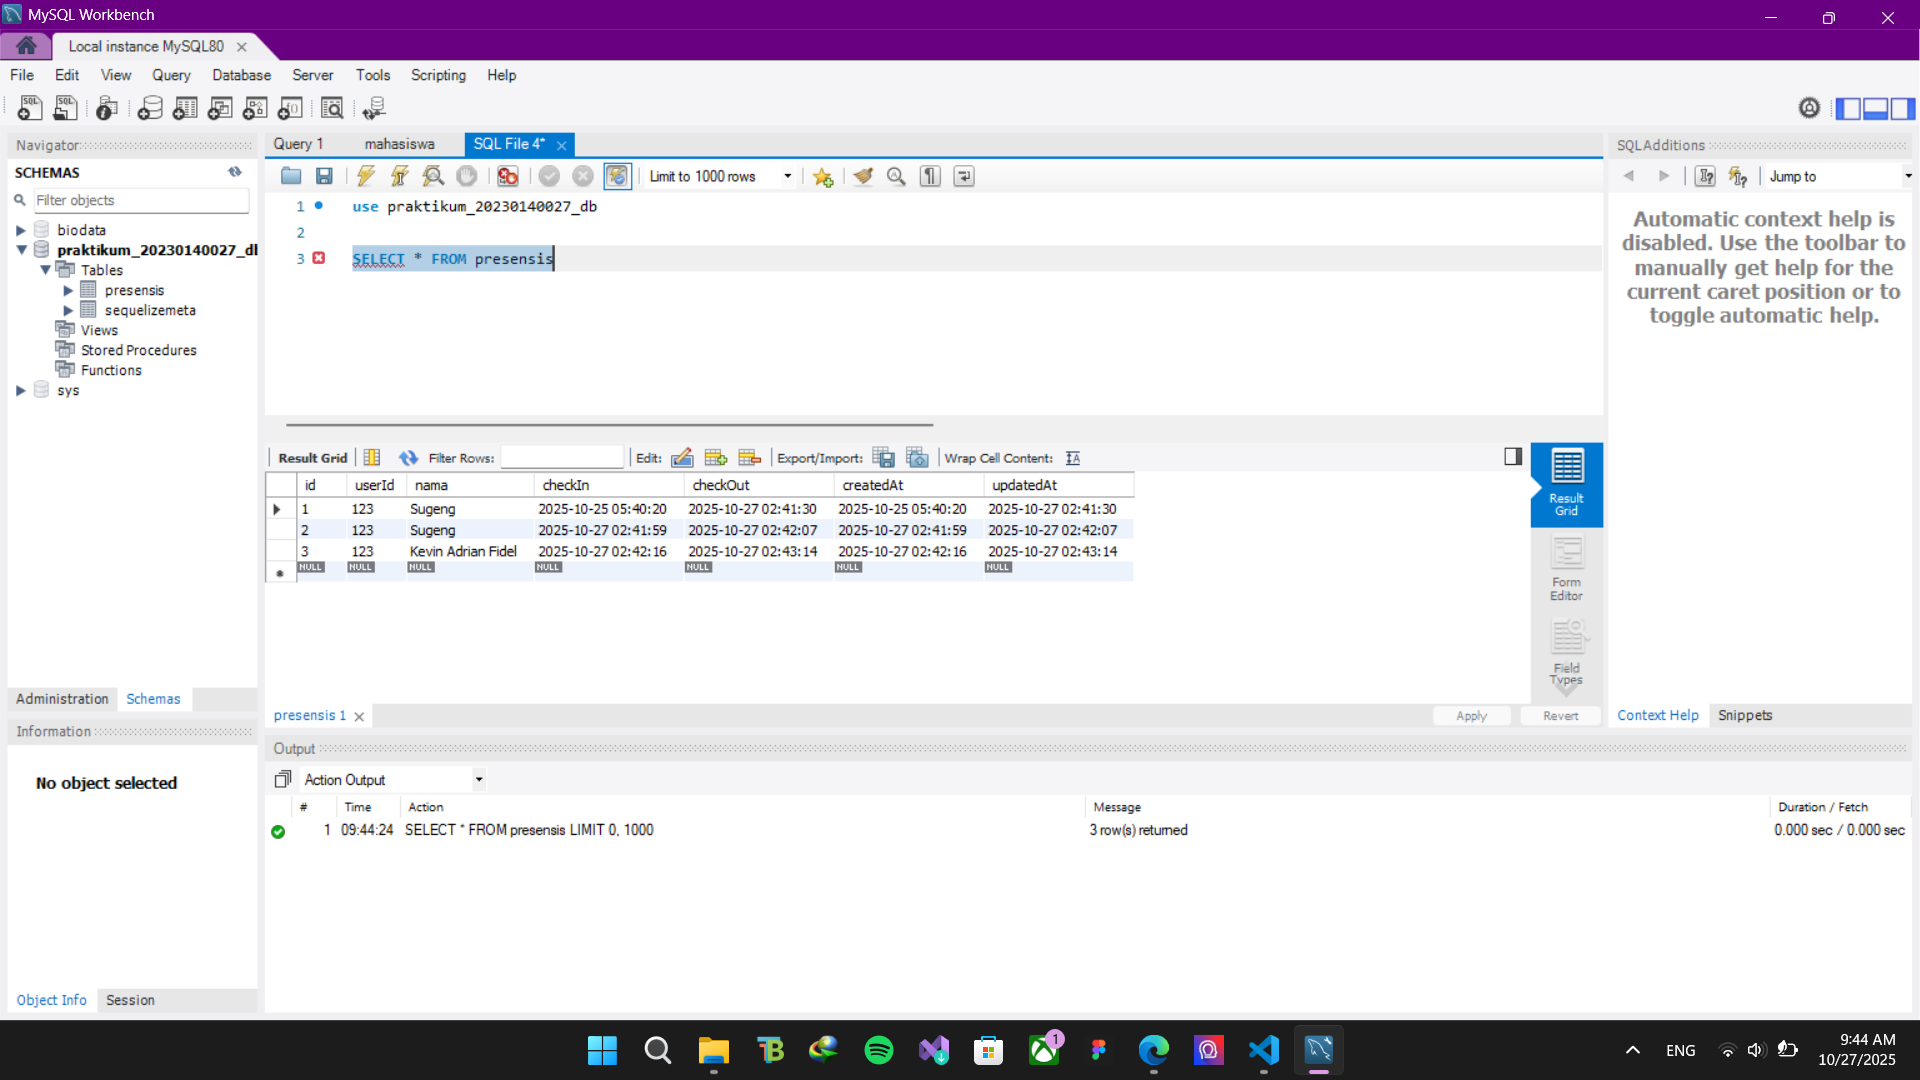 MySQL Workbench
Local instance MySQL80
File Edit View Query Database Server Tools Scripting Help
Navigator
SCHEMAS
Filter objects
biodata
praktikum_20230140027_db
Tables
presensis
sequelizemeta
Views
Stored Procedures
Functions
sys
Administration Schemas
Information
No object selected
Object Info Session
Query 1 mahasiswa SQL File 4*
Limit to 1000 rows
1 use praktikum_20230140027_db
2
3 SELECT * FROM presensis
Result Grid Filter Rows: Edit: Export/Import: Wrap Cell Content:
id userId nama checkIn checkOut createdAt updatedAt
1 123 Sugeng 2025-10-25 05:40:20 2025-10-27 02:41:30 2025-10-25 05:40:20 2025-10-27 02:41:30
2 123 Sugeng 2025-10-27 02:41:59 2025-10-27 02:42:07 2025-10-27 02:41:59 2025-10-27 02:42:07
3 123 Kevin Adrian Fidel 2025-10-27 02:42:16 2025-10-27 02:43:14 2025-10-27 02:42:16 2025-10-27 02:43:14
NULL NULL NULL NULL NULL NULL NULL
Result
Grid
Form
Editor
Field
Types
presensis 1
Apply Revert
SQLAdditions
Jump to
Automatic context help is
disabled. Use the toolbar to
manually get help for the
current caret position or to
toggle automatic help.
Context Help Snippets
Output
Action Output
# Time Action Message Duration / Fetch
1 09:44:24 SELECT * FROM presensis LIMIT 0, 1000 3 row(s) returned 0.000 sec / 0.000 sec
1
ENG
9:44 AM
10/27/2025